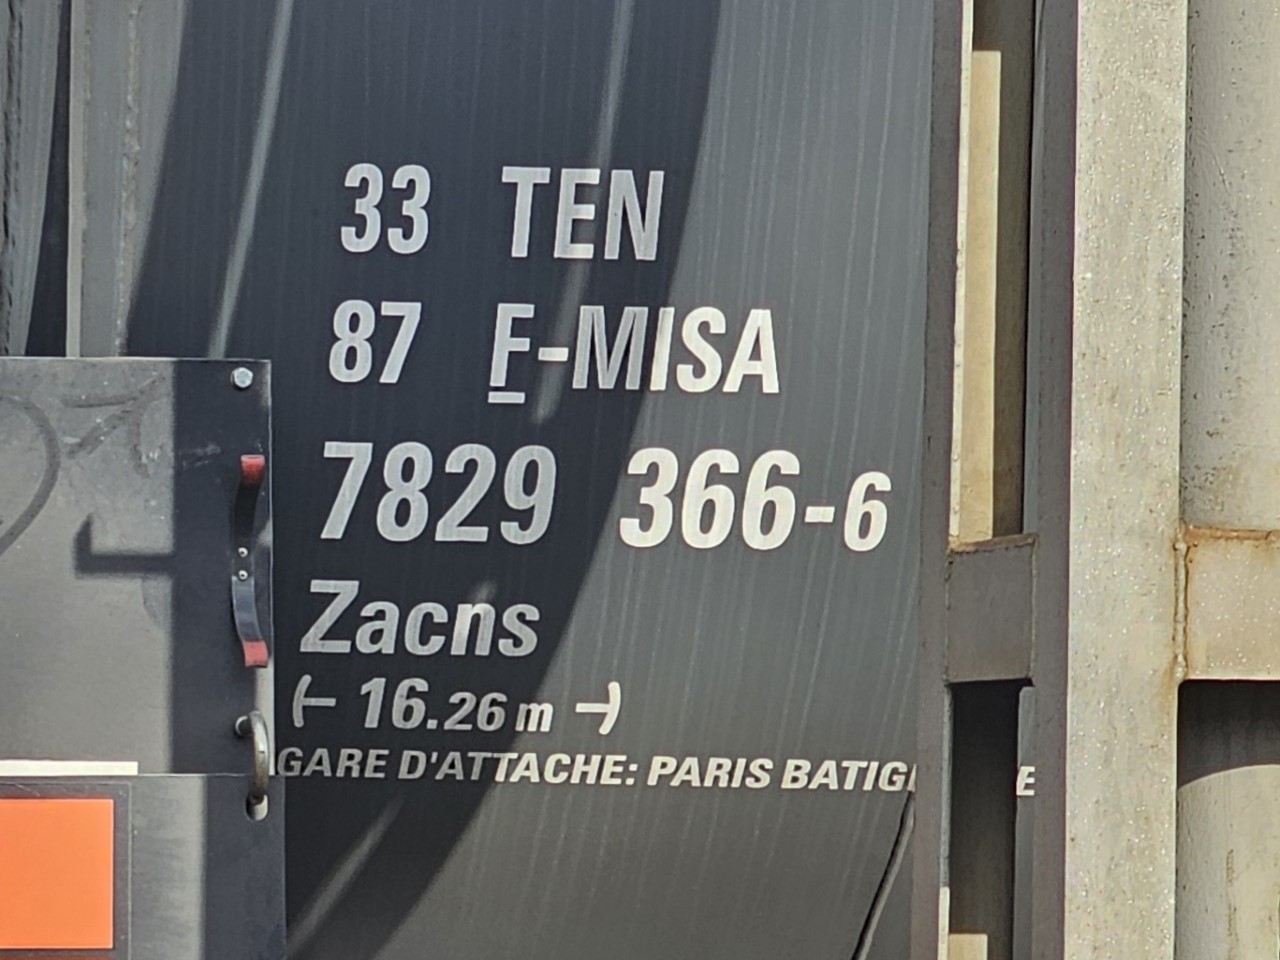 33 TEN
87 F-MISA
7829 366-6
Zacns
16.26 m
GARE D'ATTACHE: PARIS